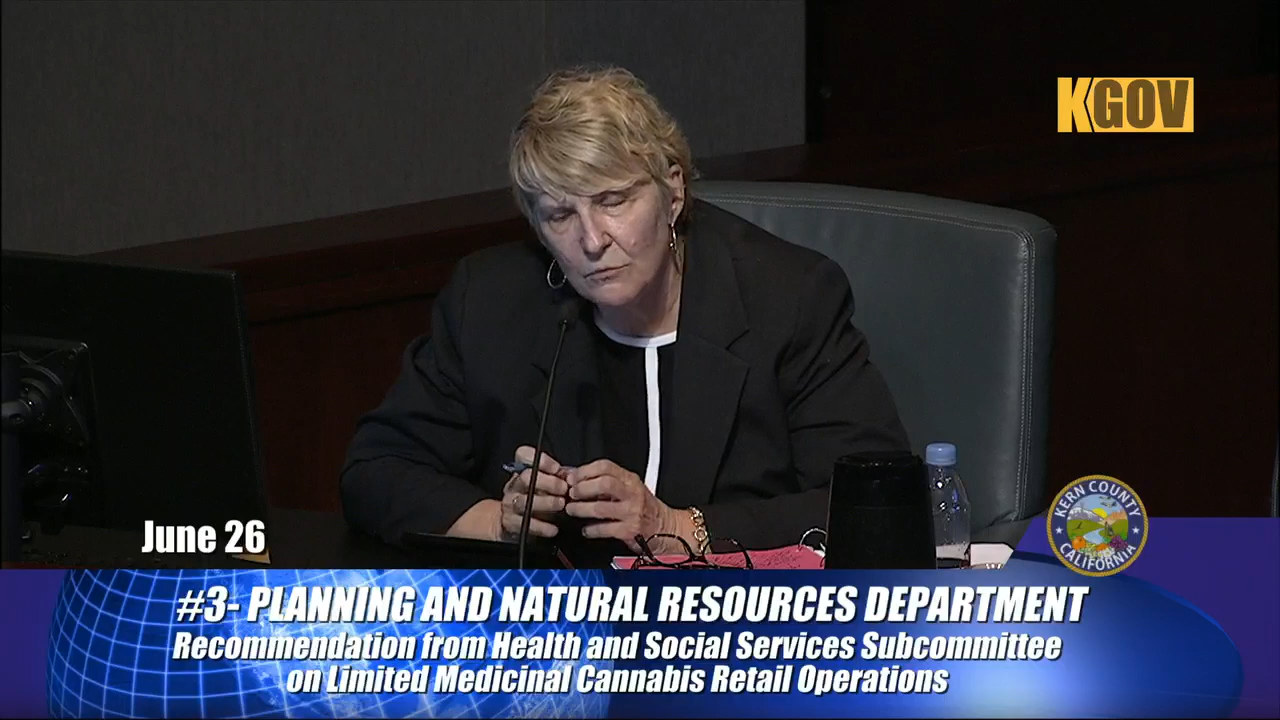 KGOV
KERN COUNTY
CALIFORNIA
June 26
#3- PLANNING AND NATURAL RESOURCES DEPARTMENT
Recommendation from Health and Social Services Subcommittee
on Limited Medicinal Cannabis Retail Operations